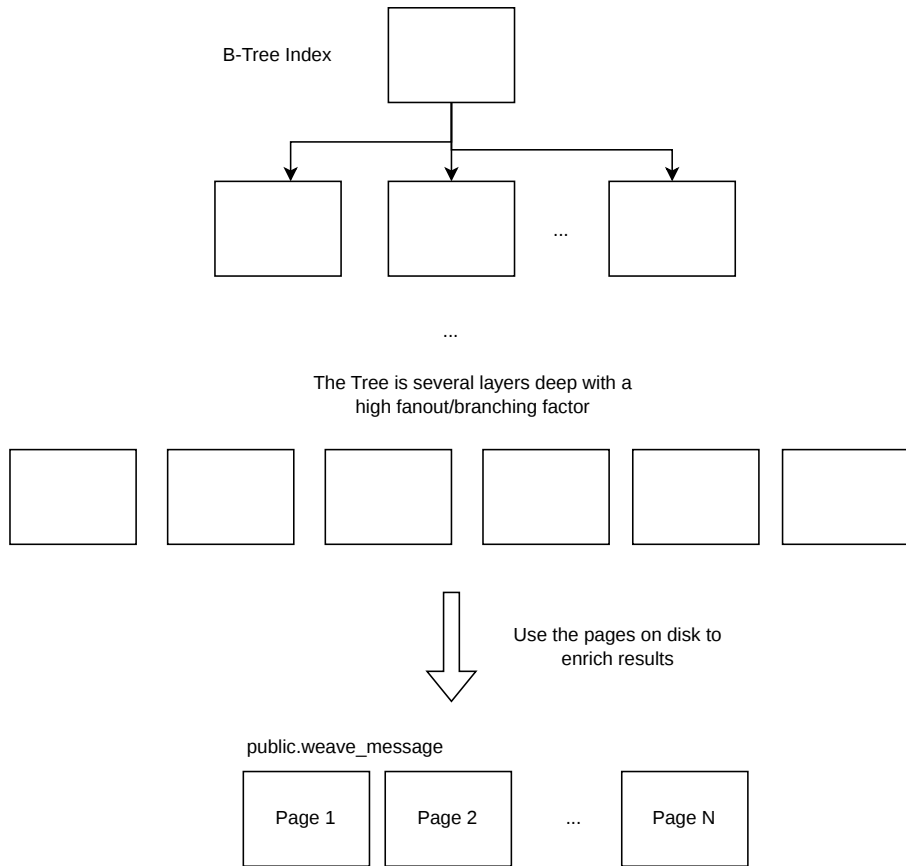 B-Tree Index
...
...
The Tree is several layers deep with a
high fanout/branching factor
Use the pages on disk to
enrich results
public.weave_message
Page 1
Page 2
...
Page N